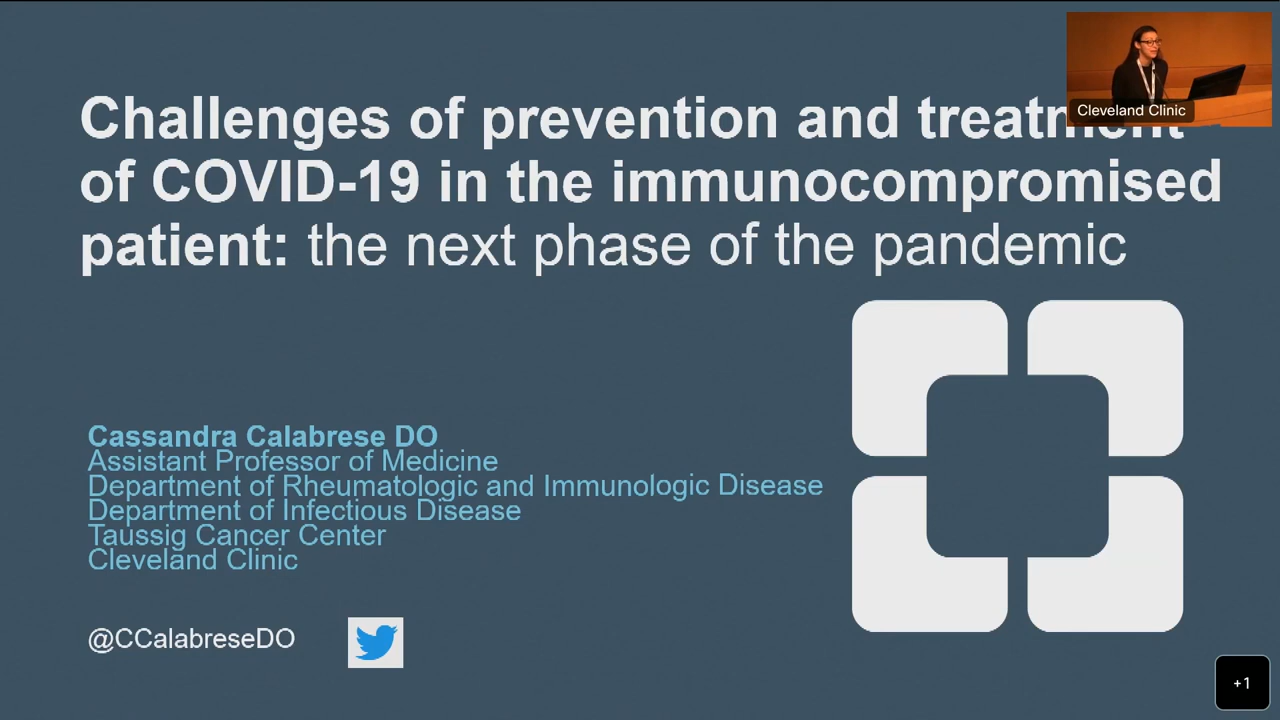 Challenges of prevention and treatment
of COVID-19 in the immunocompromised
patient: the next phase of the pandemic
Cleveland Clinic
Cassandra Calabrese DO
Assistant Professor of Medicine
Department of Rheumatologic and Immunologic Disease
Department of Infectious Disease
Taussig Cancer Center
Cleveland Clinic
@CCalabreseDO
+1